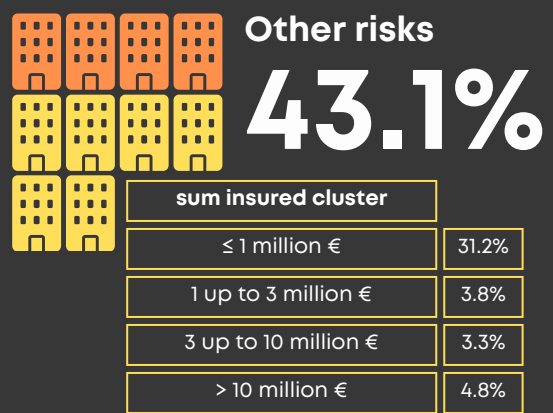 Other risks
43.1%
sum insured cluster
≤ 1 million € 31.2%
1 up to 3 million € 3.8%
3 up to 10 million € 3.3%
> 10 million € 4.8%